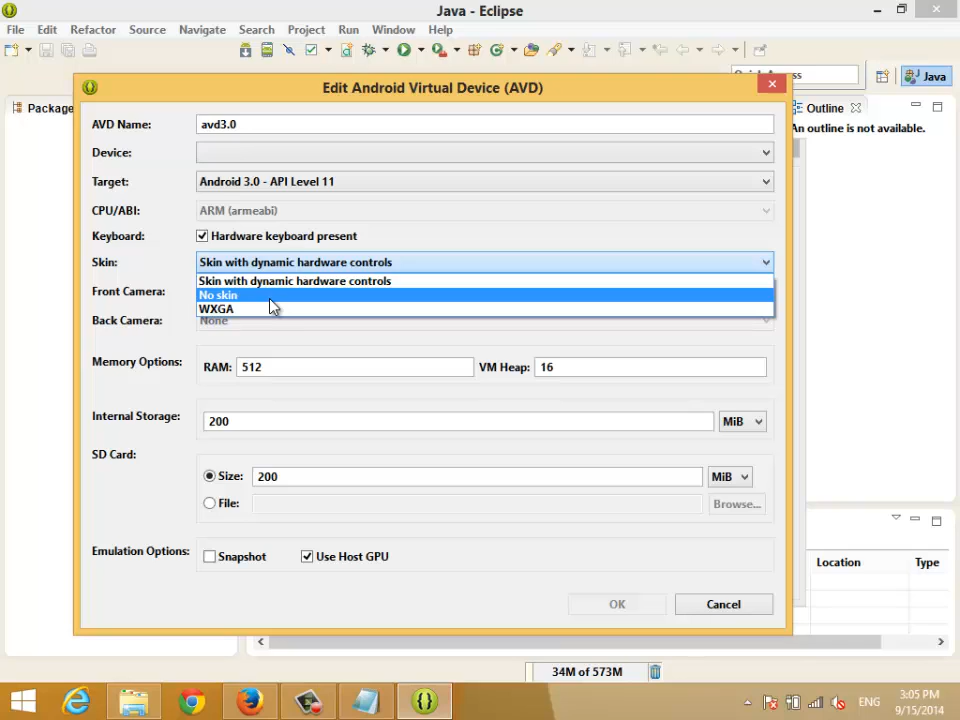 Java - Eclipse
File Edit Refactor Source Navigate Search Project Run Window Help
Java
Package
Outline
An outline is not available.
Edit Android Virtual Device (AVD)
AVD Name: avd3.0
Device:
Target: Android 3.0 - API Level 11
CPU/ABI: ARM (armeabi)
Keyboard: Hardware keyboard present
Skin: Skin with dynamic hardware controls
Skin with dynamic hardware controls
Front Camera: No skin
WXGA
Back Camera: None
Memory Options: RAM: 512 VM Heap: 16
Internal Storage: 200 MiB
SD Card:
Size: 200 MiB
File: Browse...
Emulation Options: Snapshot Use Host GPU
Location Type
OK Cancel
34M of 573M
ENG
3:05 PM
9/15/2014